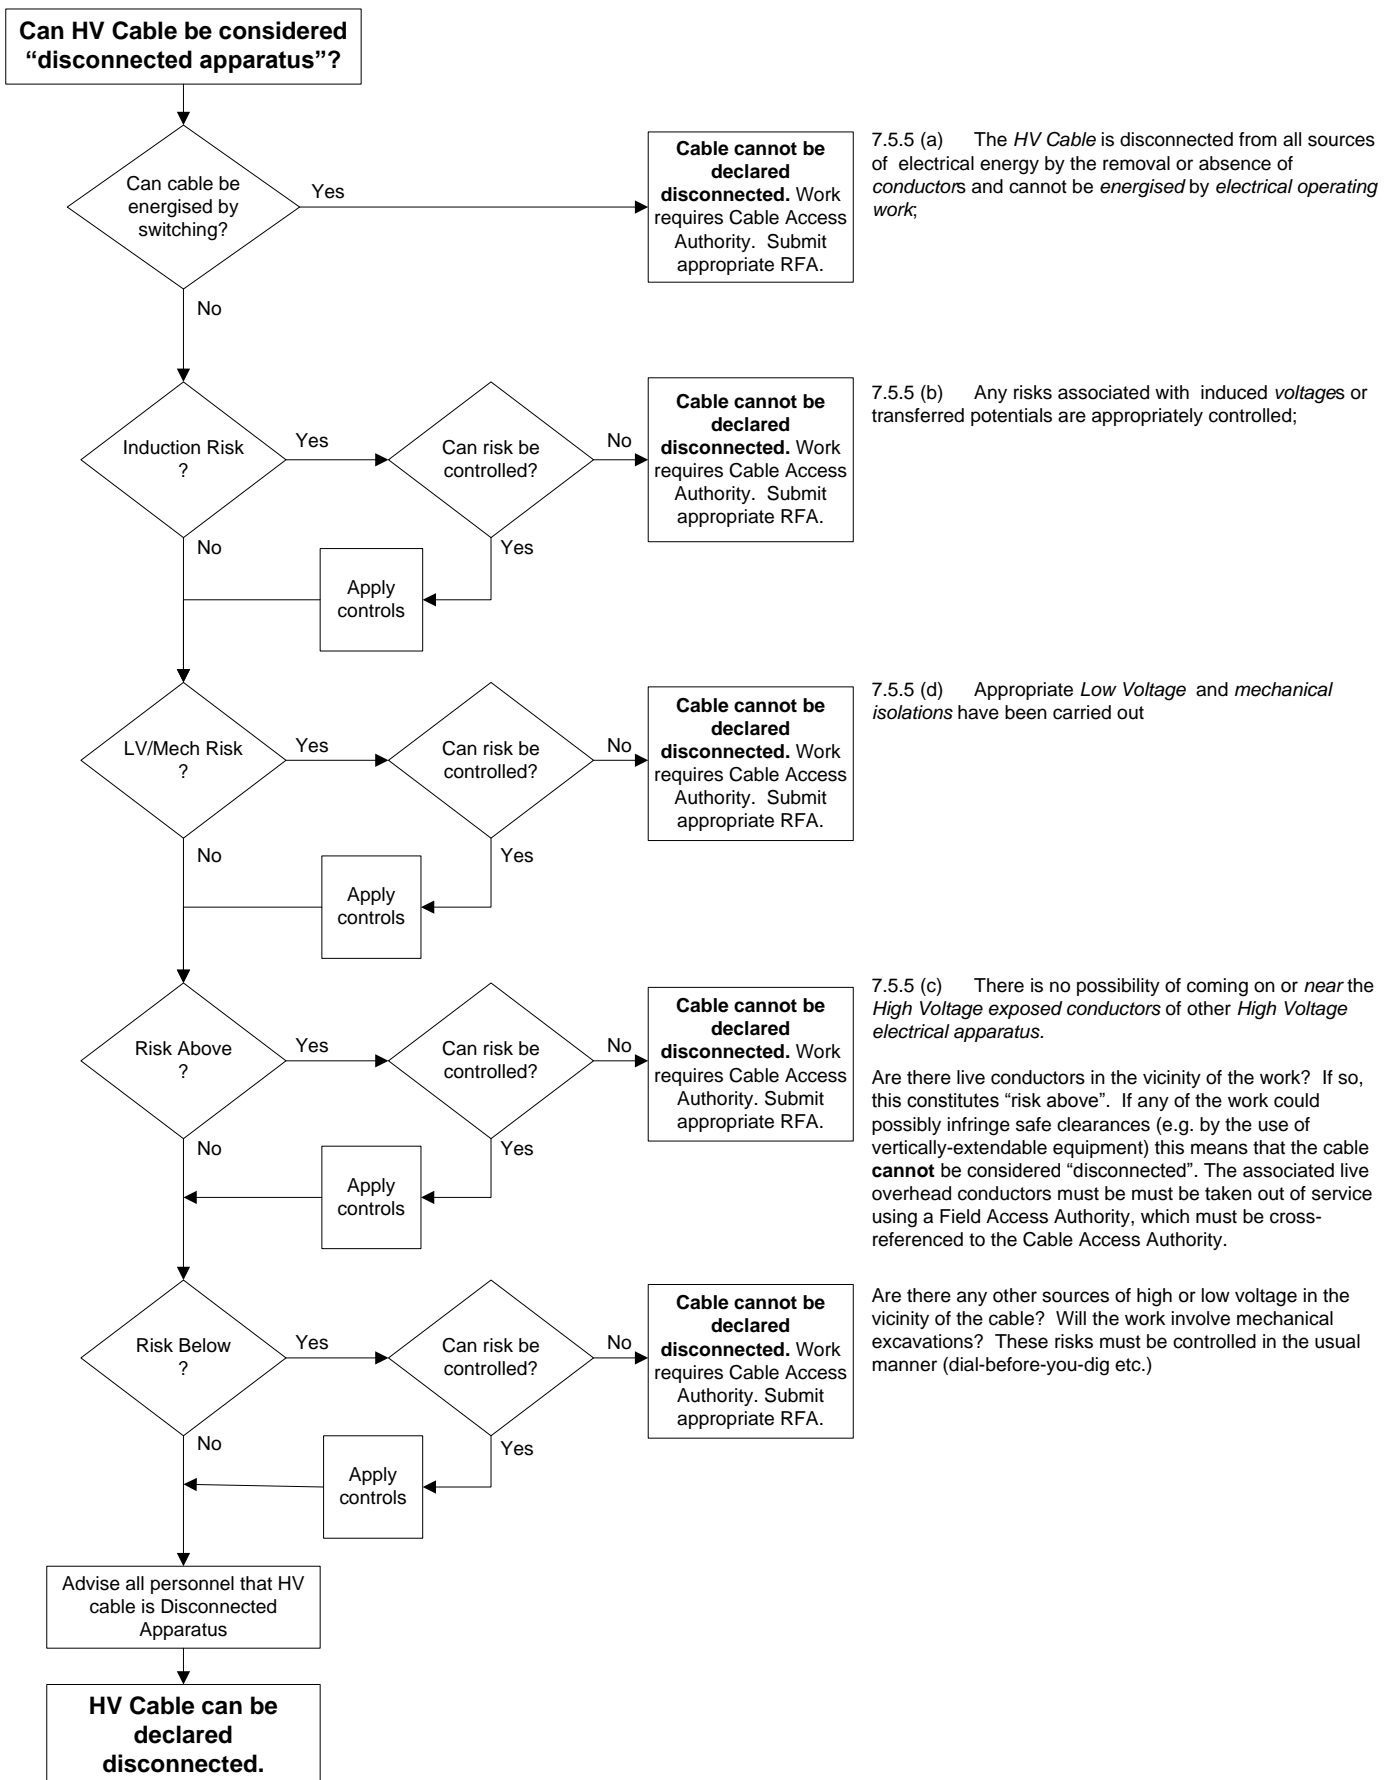 Can HV Cable be considered
“disconnected apparatus”?
Can cable be
energised by
switching?
Yes
No
Cable cannot be
declared
disconnected. Work
requires Cable Access
Authority.  Submit
appropriate RFA.
7.5.5 (a)     The HV Cable is disconnected from all sources
of  electrical energy by the removal or absence of
conductors and cannot be energised by electrical operating
work;
Induction Risk
?
Yes
No
Can risk be
controlled?
No
Yes
Apply
controls
Cable cannot be
declared
disconnected. Work
requires Cable Access
Authority.  Submit
appropriate RFA.
7.5.5 (b)     Any risks associated with  induced voltages or
transferred potentials are appropriately controlled;
LV/Mech Risk
?
Yes
No
Can risk be
controlled?
No
Yes
Apply
controls
Cable cannot be
declared
disconnected. Work
requires Cable Access
Authority.  Submit
appropriate RFA.
7.5.5 (d)     Appropriate Low Voltage  and mechanical
isolations have been carried out
Risk Above
?
Yes
No
Can risk be
controlled?
No
Yes
Apply
controls
Cable cannot be
declared
disconnected. Work
requires Cable Access
Authority. Submit
appropriate RFA.
7.5.5 (c)     There is no possibility of coming on or near the
High Voltage exposed conductors of other High Voltage
electrical apparatus.
Are there live conductors in the vicinity of the work?  If so,
this constitutes “risk above”.  If any of the work could
possibly infringe safe clearances (e.g. by the use of
vertically-extendable equipment) this means that the cable
cannot be considered “disconnected”. The associated live
overhead conductors must be must be taken out of service
using a Field Access Authority, which must be cross-
referenced to the Cable Access Authority.
Risk Below
?
Yes
No
Can risk be
controlled?
No
Yes
Apply
controls
Cable cannot be
declared
disconnected. Work
requires Cable Access
Authority. Submit
appropriate RFA.
Are there any other sources of high or low voltage in the
vicinity of the cable?  Will the work involve mechanical
excavations?  These risks must be controlled in the usual
manner (dial-before-you-dig etc.)
Advise all personnel that HV
cable is Disconnected
Apparatus
HV Cable can be
declared
disconnected.